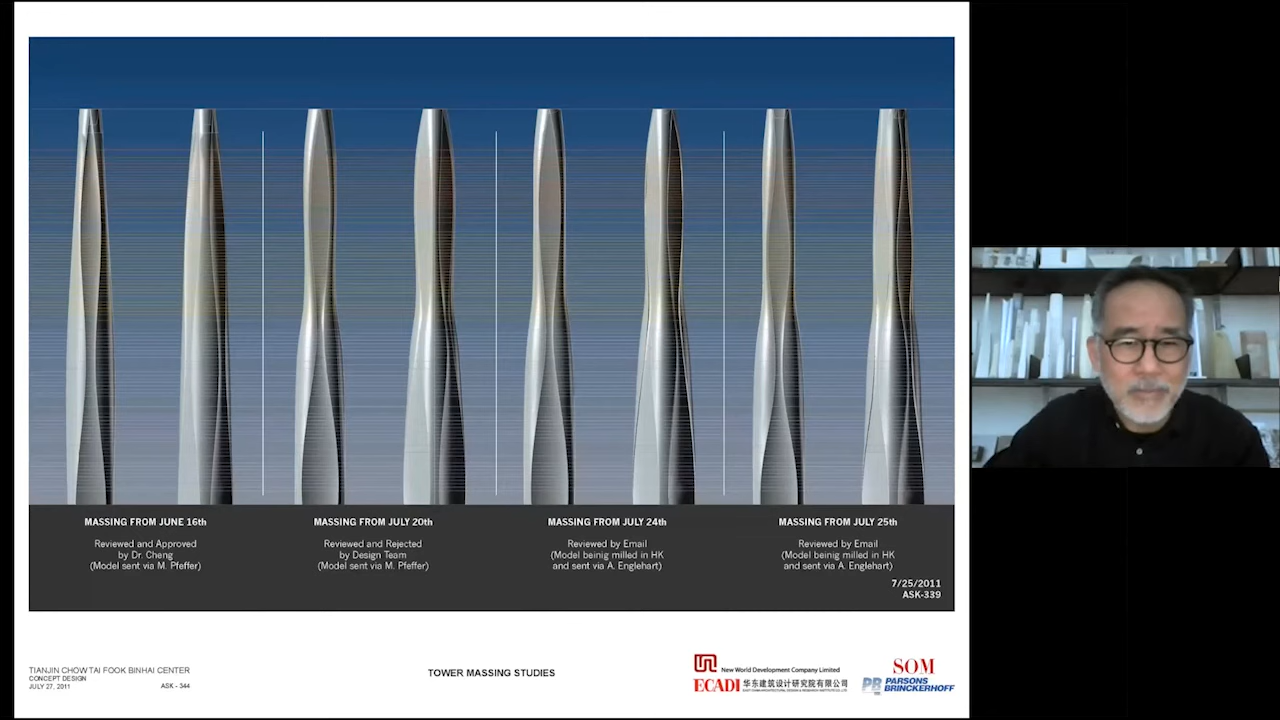 MASSING FROM JUNE 16th
Reviewed and Approved
by Dr. Cheng
(Model sent via M. Pfeffer)
MASSING FROM JULY 20th
Reviewed and Rejected
by Design Team
(Model sent via M. Pfeffer)
MASSING FROM JULY 24th
Reviewed by Email
(Model beinig milled in HK
and sent via A. Englehart)
MASSING FROM JULY 25th
Reviewed by Email
(Model beinig milled in HK
and sent via A. Englehart)
7/25/2011
ASK-339
TIANJIN CHOW TAI FOOK BINHAI CENTER
CONCEPT DESIGN
JULY 27, 2011
ASK - 344
TOWER MASSING STUDIES
New World Development Company Limited
ECADI 华东建筑设计研究院有限公司
SOM
PB PARSONS
BRINCKERHOFF